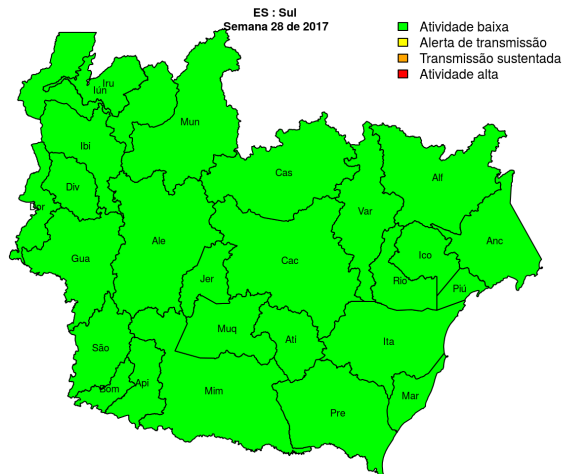 ES : Sul
Semana 28 de 2017
Atividade baixa
Alerta de transmissão
Transmissão sustentada
Atividade alta
Iru
Iún
Mun
Ibi
Cas
Alf
Div
Dor
Var
Ale
Anc
Gua
Cac
Ico
Jer
Rio
Piú
Muq
Ati
Ita
São
Bom
Api
Mim
Mar
Pre